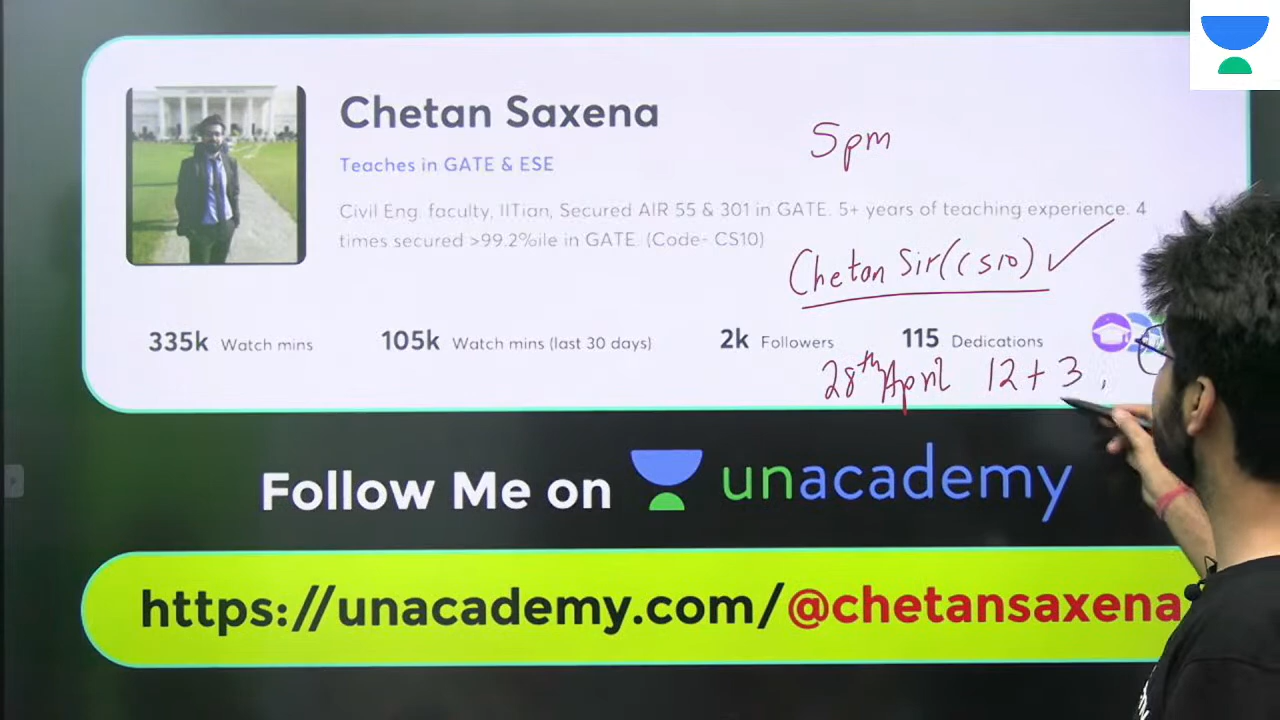 Chetan Saxena
5pm
Teaches in GATE & ESE
Civil Eng. faculty, IITian, Secured AIR 55 & 301 in GATE. 5+ years of teaching experience. 4
times secured >99.2%ile in GATE. (Code- CS10)
Chetan Sir (CS10)
335k Watch mins
105k Watch mins (last 30 days)
2k Followers
115 Dedications
28th April 12+3
Follow Me on unacademy
https://unacademy.com/@chetansaxena